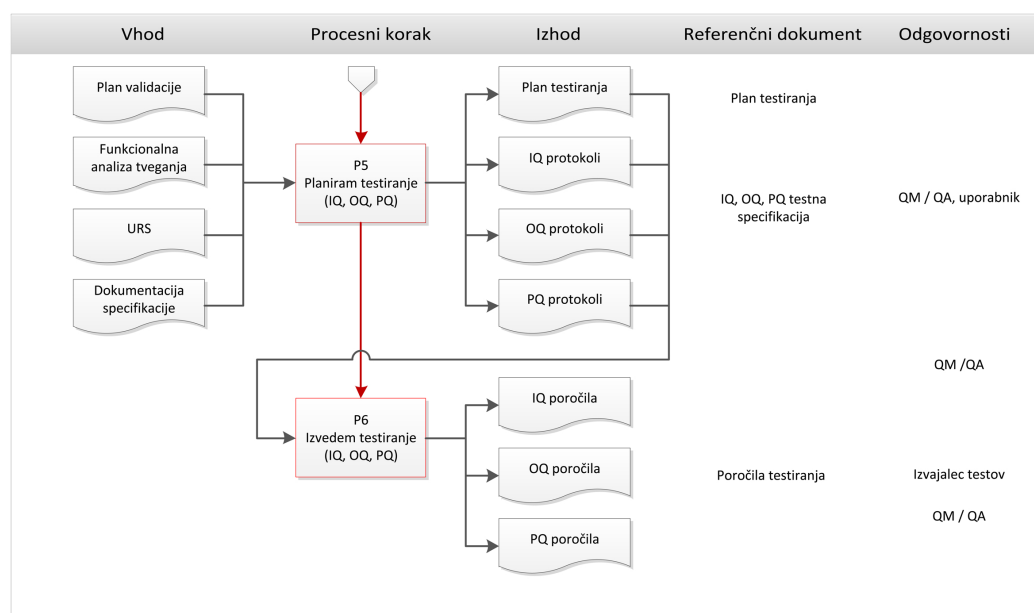 Vhod
Procesni korak
Izhod
Referenčni dokument
Odgovornosti
Plan validacije
Funkcionalna
analiza tveganja
URS
Dokumentacija
specifikacije
P5
Planiram testiranje
(IQ, OQ, PQ)
Plan testiranja
IQ protokoli
OQ protokoli
PQ protokoli
Plan testiranja
IQ, OQ, PQ testna
specifikacija
QM / QA, uporabnik
QM /QA
P6
Izvedem testiranje
(IQ, OQ, PQ)
IQ poročila
OQ poročila
PQ poročila
Poročila testiranja
Izvajalec testov
QM / QA